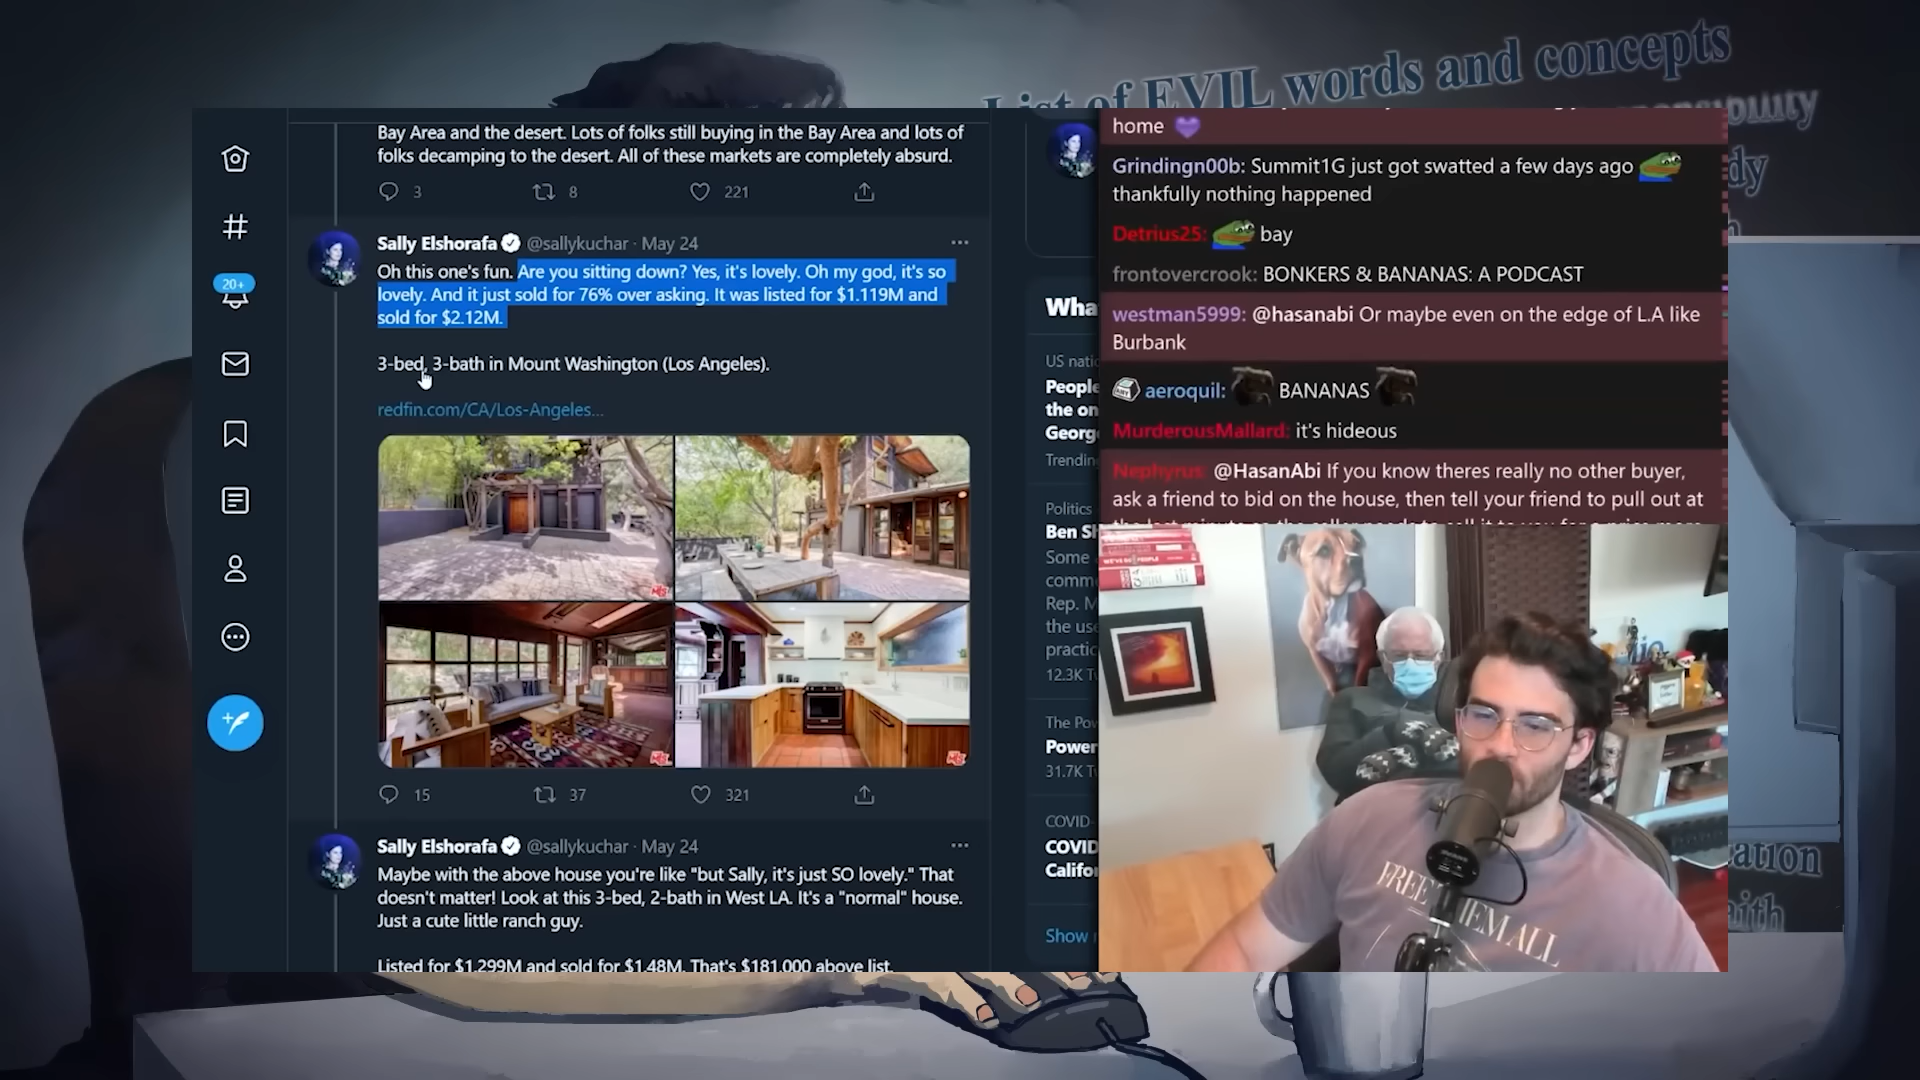 List of EVIL words and concepts
Bay Area and the desert. Lots of folks still buying in the Bay Area and lots of
folks decamping to the desert. All of these markets are completely absurd.
3 8 221
Sally Elshorafa @sallykuchar · May 24 ...
Oh this one's fun. Are you sitting down? Yes, it's lovely. Oh my god, it's so
lovely. And it just sold for 76% over asking. It was listed for $1.119M and
sold for $2.12M.
20+
3-bed, 3-bath in Mount Washington (Los Angeles).
redfin.com/CA/Los-Angeles...
15 37 321
Sally Elshorafa @sallykuchar · May 24 ...
Maybe with the above house you're like "but Sally, it's just SO lovely." That
doesn't matter! Look at this 3-bed, 2-bath in West LA. It's a "normal" house.
Just a cute little ranch guy.
Listed for $1.299M and sold for $1.48M. That's $181,000 above list.
Wha
US nati
People
the on
Georg
Trending
Politics
Ben Sh
Some
comm
Rep. M
the use
practic
12.3K T
The Pow
Power
31.7K T
COVID-
COVID
Califor
Show
home
Grindingn00b: Summit1G just got swatted a few days ago
thankfully nothing happened
Detrius25: bay
frontovercrook: BONKERS & BANANAS: A PODCAST
westman5999: @hasanabi Or maybe even on the edge of L.A like
Burbank
aeroquil: BANANAS
MurderousMallard: it's hideous
Nephyrus: @HasanAbi If you know theres really no other buyer,
ask a friend to bid on the house, then tell your friend to pull out at
FREE THEM ALL